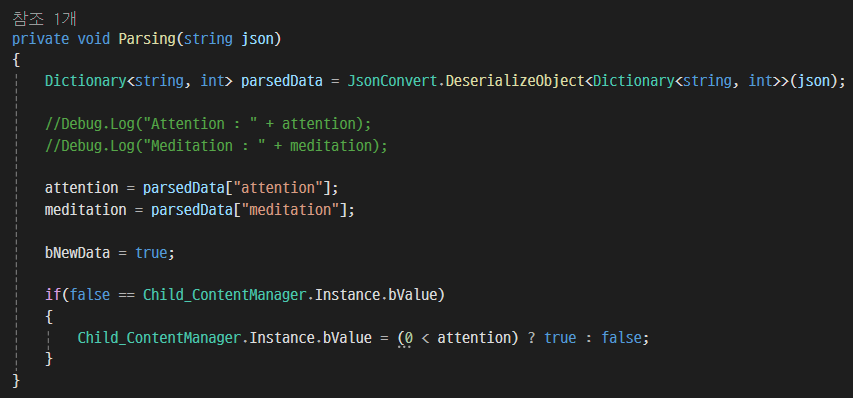 참조 1개
private void Parsing(string json)
{
Dictionary<string, int> parsedData = JsonConvert.DeserializeObject<Dictionary<string, int>>(json);
//Debug.Log("Attention : " + attention);
//Debug.Log("Meditation : " + meditation);
attention = parsedData["attention"];
meditation = parsedData["meditation"];
bNewData = true;
if(false == Child_ContentManager.Instance.bValue)
{
Child_ContentManager.Instance.bValue = (0 < attention) ? true : false;
}
}